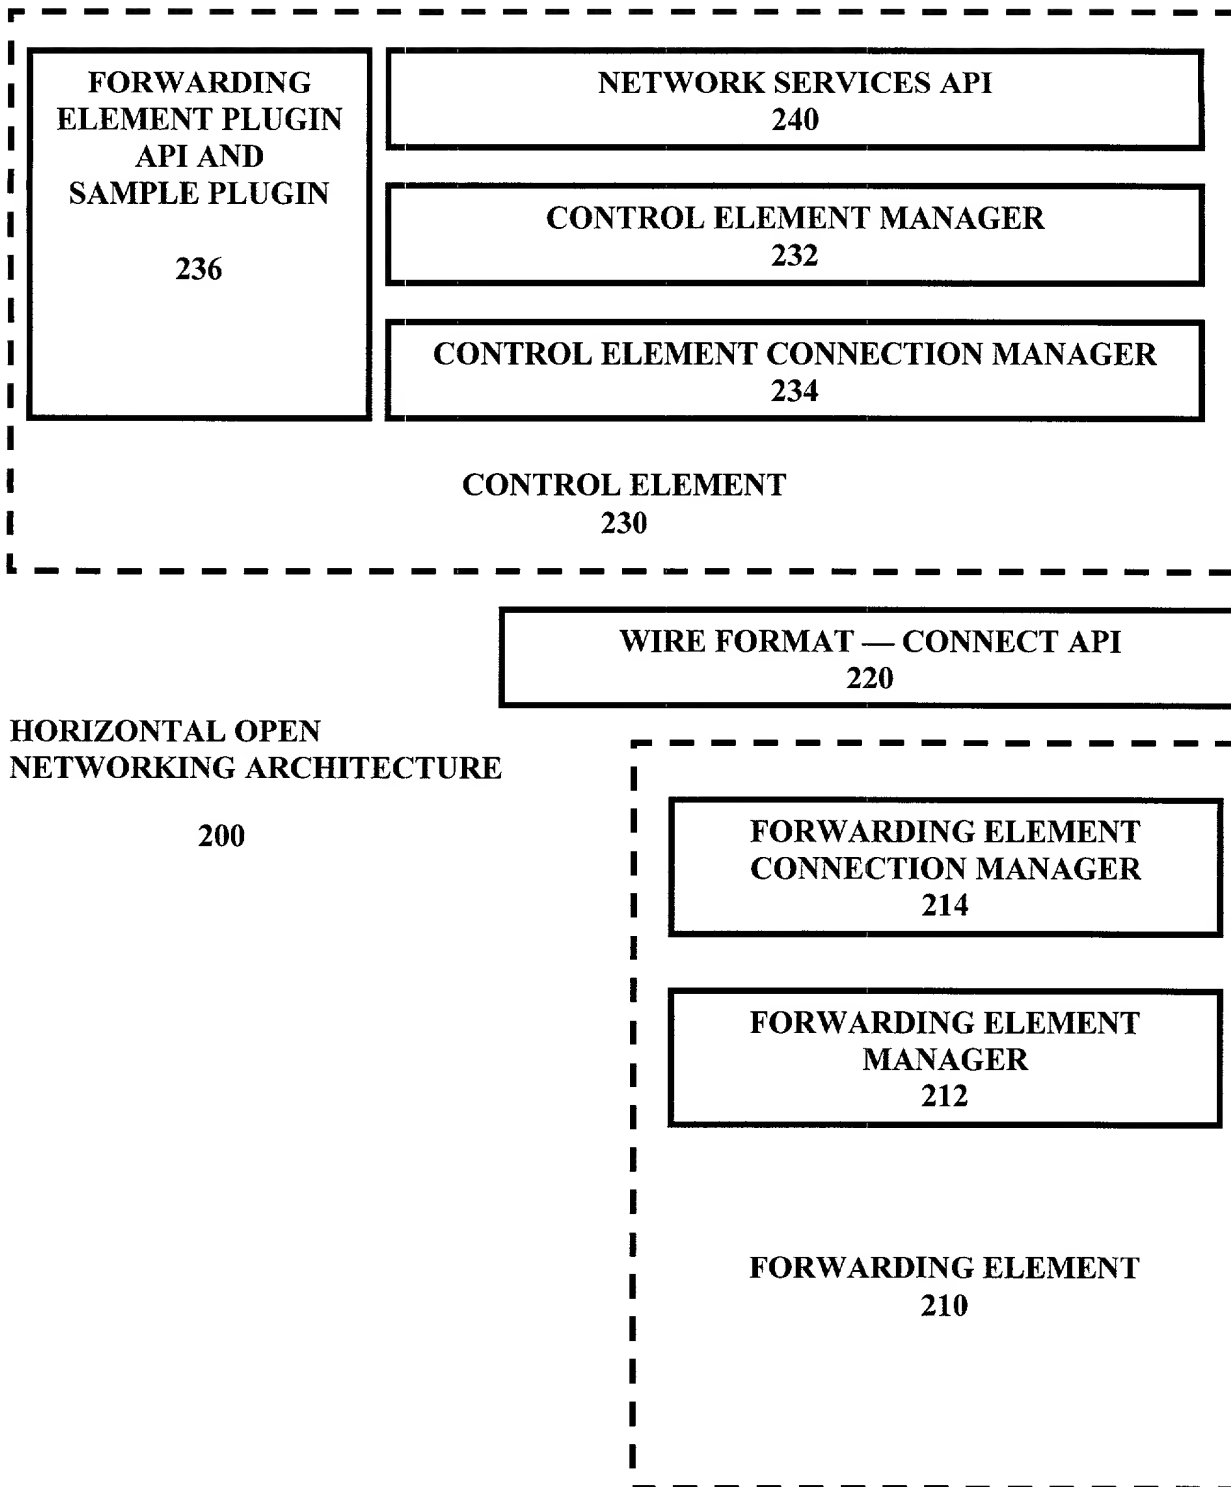 FORWARDING
ELEMENT PLUGIN
API AND
SAMPLE PLUGIN
236
NETWORK SERVICES API
240
CONTROL ELEMENT MANAGER
232
CONTROL ELEMENT CONNECTION MANAGER
234
CONTROL ELEMENT
230
WIRE FORMAT — CONNECT API
220
HORIZONTAL OPEN
NETWORKING ARCHITECTURE
200
FORWARDING ELEMENT
CONNECTION MANAGER
214
FORWARDING ELEMENT
MANAGER
212
FORWARDING ELEMENT
210